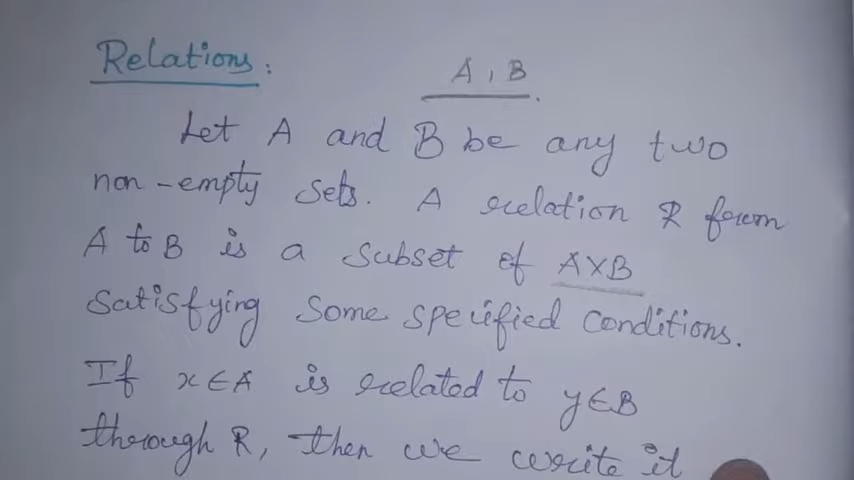 Relations:
A, B
Let A and B be any two
non-empty sets. A relation R from
A to B is a subset of A×B
satisfying some specified conditions.
If x∈A is related to y∈B
through R, then we write it